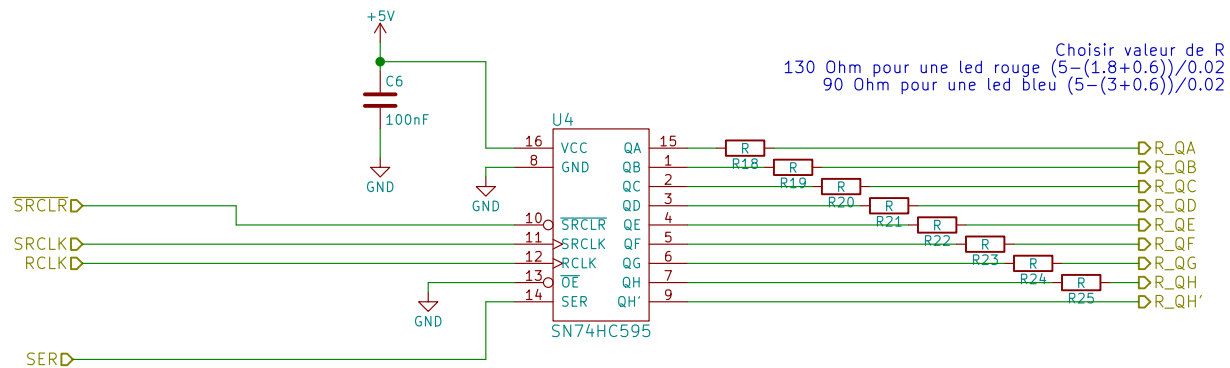 +5V
Choisir valeur de R
130 Ohm pour une led rouge (5-(1.8+0.6))/0.02
90 Ohm pour une led bleu (5-(3+0.6))/0.02
C6
100nF
GND
U4
16 VCC QA 15 R R18 R_QA
8 GND QB 1 R R19 R_QB
GND
QC 2 R R20 R_QC
SRCLR QD 3 R R21 R_QD
10 SRCLR QE 4 R R22 R_QE
SRCLK 11 SRCLK QF 5 R R23 R_QF
RCLK 12 RCLK QG 6 R R24 R_QG
13 OE QH 7 R R25 R_QH
14 SER QH' 9 R_QH'
GND
SN74HC595
SER